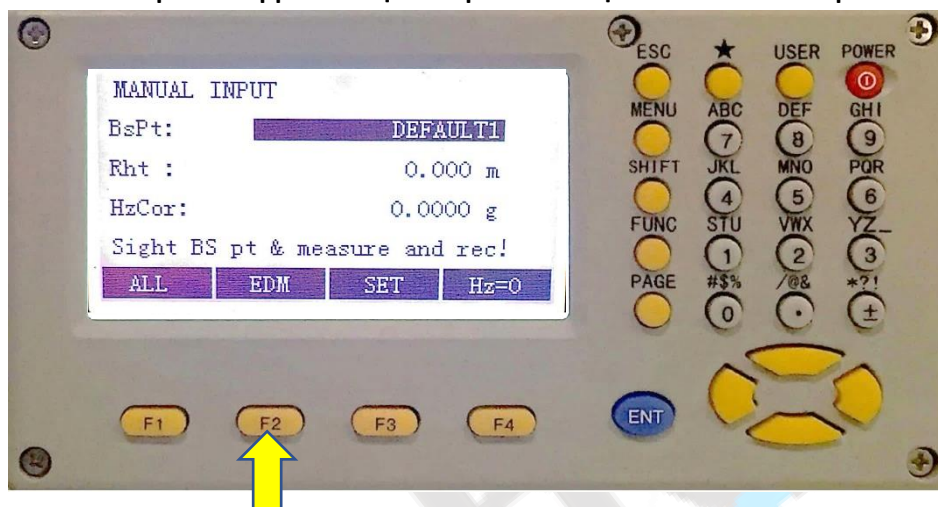 MANUAL INPUT
BsPt: DEFAULT1
Rht : 0.000 m
HzCor: 0.0000 g
Sight BS pt & measure and rec!
ALL EDM SET Hz=0
ESC ★ USER POWER
MENU ABC DEF GHI
7 8 9
SHIFT JKL MNO PQR
4 5 6
FUNC STU VWX YZ_
1 2 3
PAGE #$% /@& *?!
0 • ±
F1 F2 F3 F4 ENT